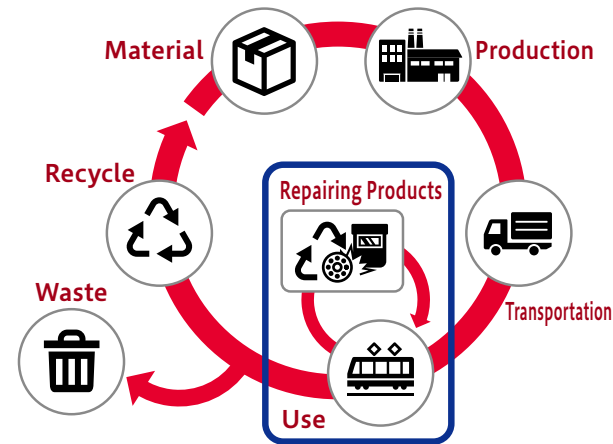 Material
Production
Recycle
Repairing Products
Waste
Transportation
Use